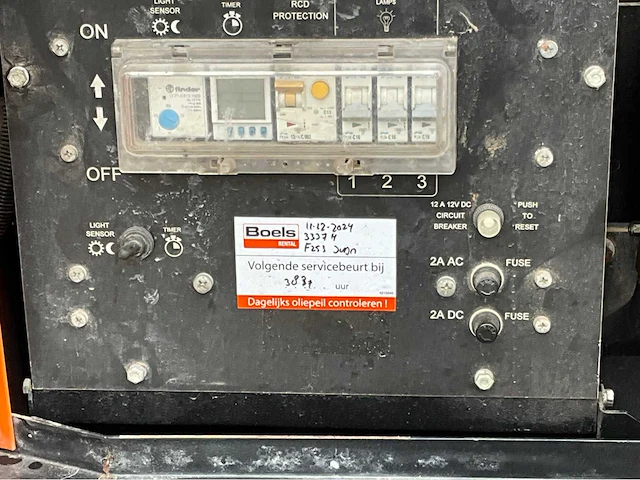 LIGHT
SENSOR
TIMER
RCD
PROTECTION
LAMPS
ON
OFF
finder
1 2 3
LIGHT
SENSOR
TIMER
12 A 12V DC
CIRCUIT
BREAKER
PUSH
TO
RESET
2A AC
FUSE
2A DC
FUSE
Boels
RENTAL
11-12-2024
F253
Volgende servicebeurt bij
uur
Dagelijks oliepeil controleren !